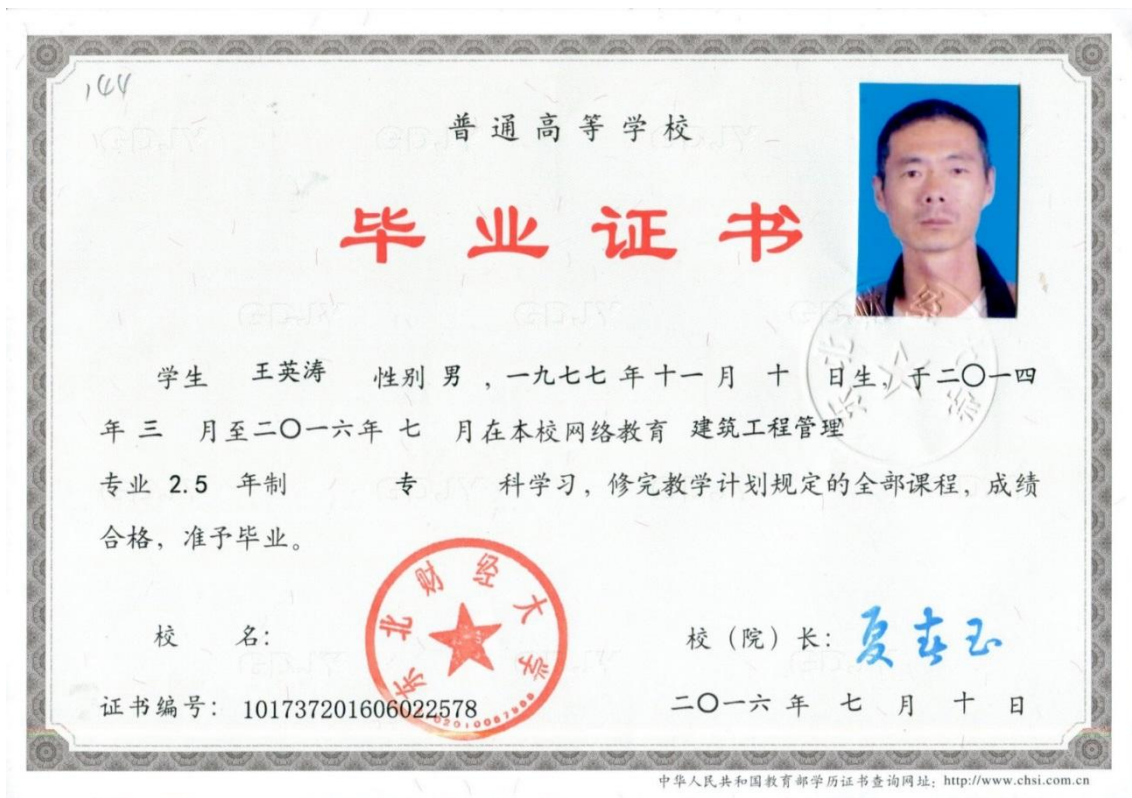 144
普通高等学校
毕业证书
学生 王英涛 性别 男 ,一九七七年十一月 十 日生,于二〇一四
年 三 月至二〇一六年 七 月在本校网络教育 建筑工程管理
专业 2.5 年制 专 科学习,修完教学计划规定的全部课程,成绩
合格,准予毕业。
东北财经大学
校 名:
校(院)长: 夏春玉
证书编号: 101737201606022578
二〇一六 年 七 月 十 日
中华人民共和国教育部学历证书查询网址: http://www.chsi.com.cn